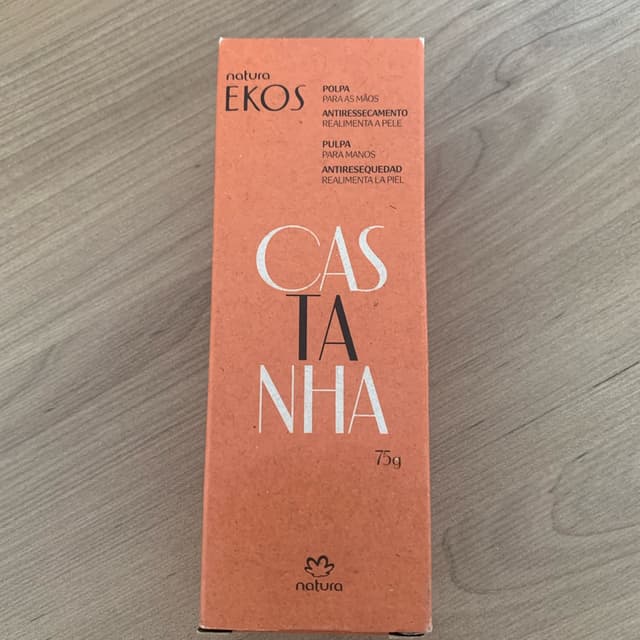 natura
EKOS
POLPA
PARA AS MÃOS
ANTIRESSECAMENTO
REALIMENTA A PELE
PULPA
PARA MANOS
ANTIRESEQUEDAD
REALIMENTA LA PIEL
CAS
TA
NHA
75g
natura